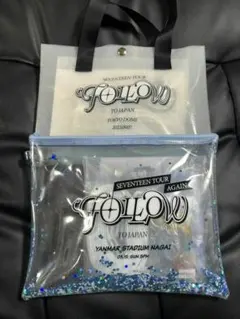 SEVENTEEN TOUR
FOLLOW
TO JAPAN
TOKYO DOME
SEVENTEEN TOUR
AGAIN
FOLLOW
TO JAPAN
YANMAR STADIUM NAGAI